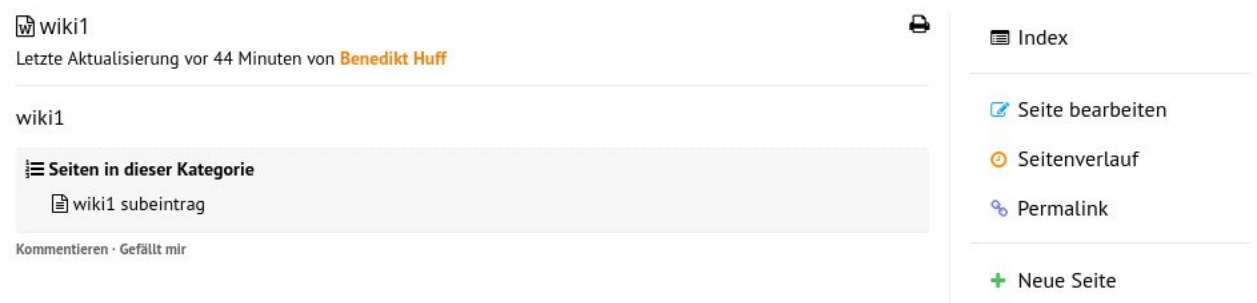 wiki1
Letzte Aktualisierung vor 44 Minuten von Benedikt Huff
wiki1
Seiten in dieser Kategorie
wiki1 subeintrag
Kommentieren · Gefällt mir
Index
Seite bearbeiten
Seitenverlauf
Permalink
Neue Seite